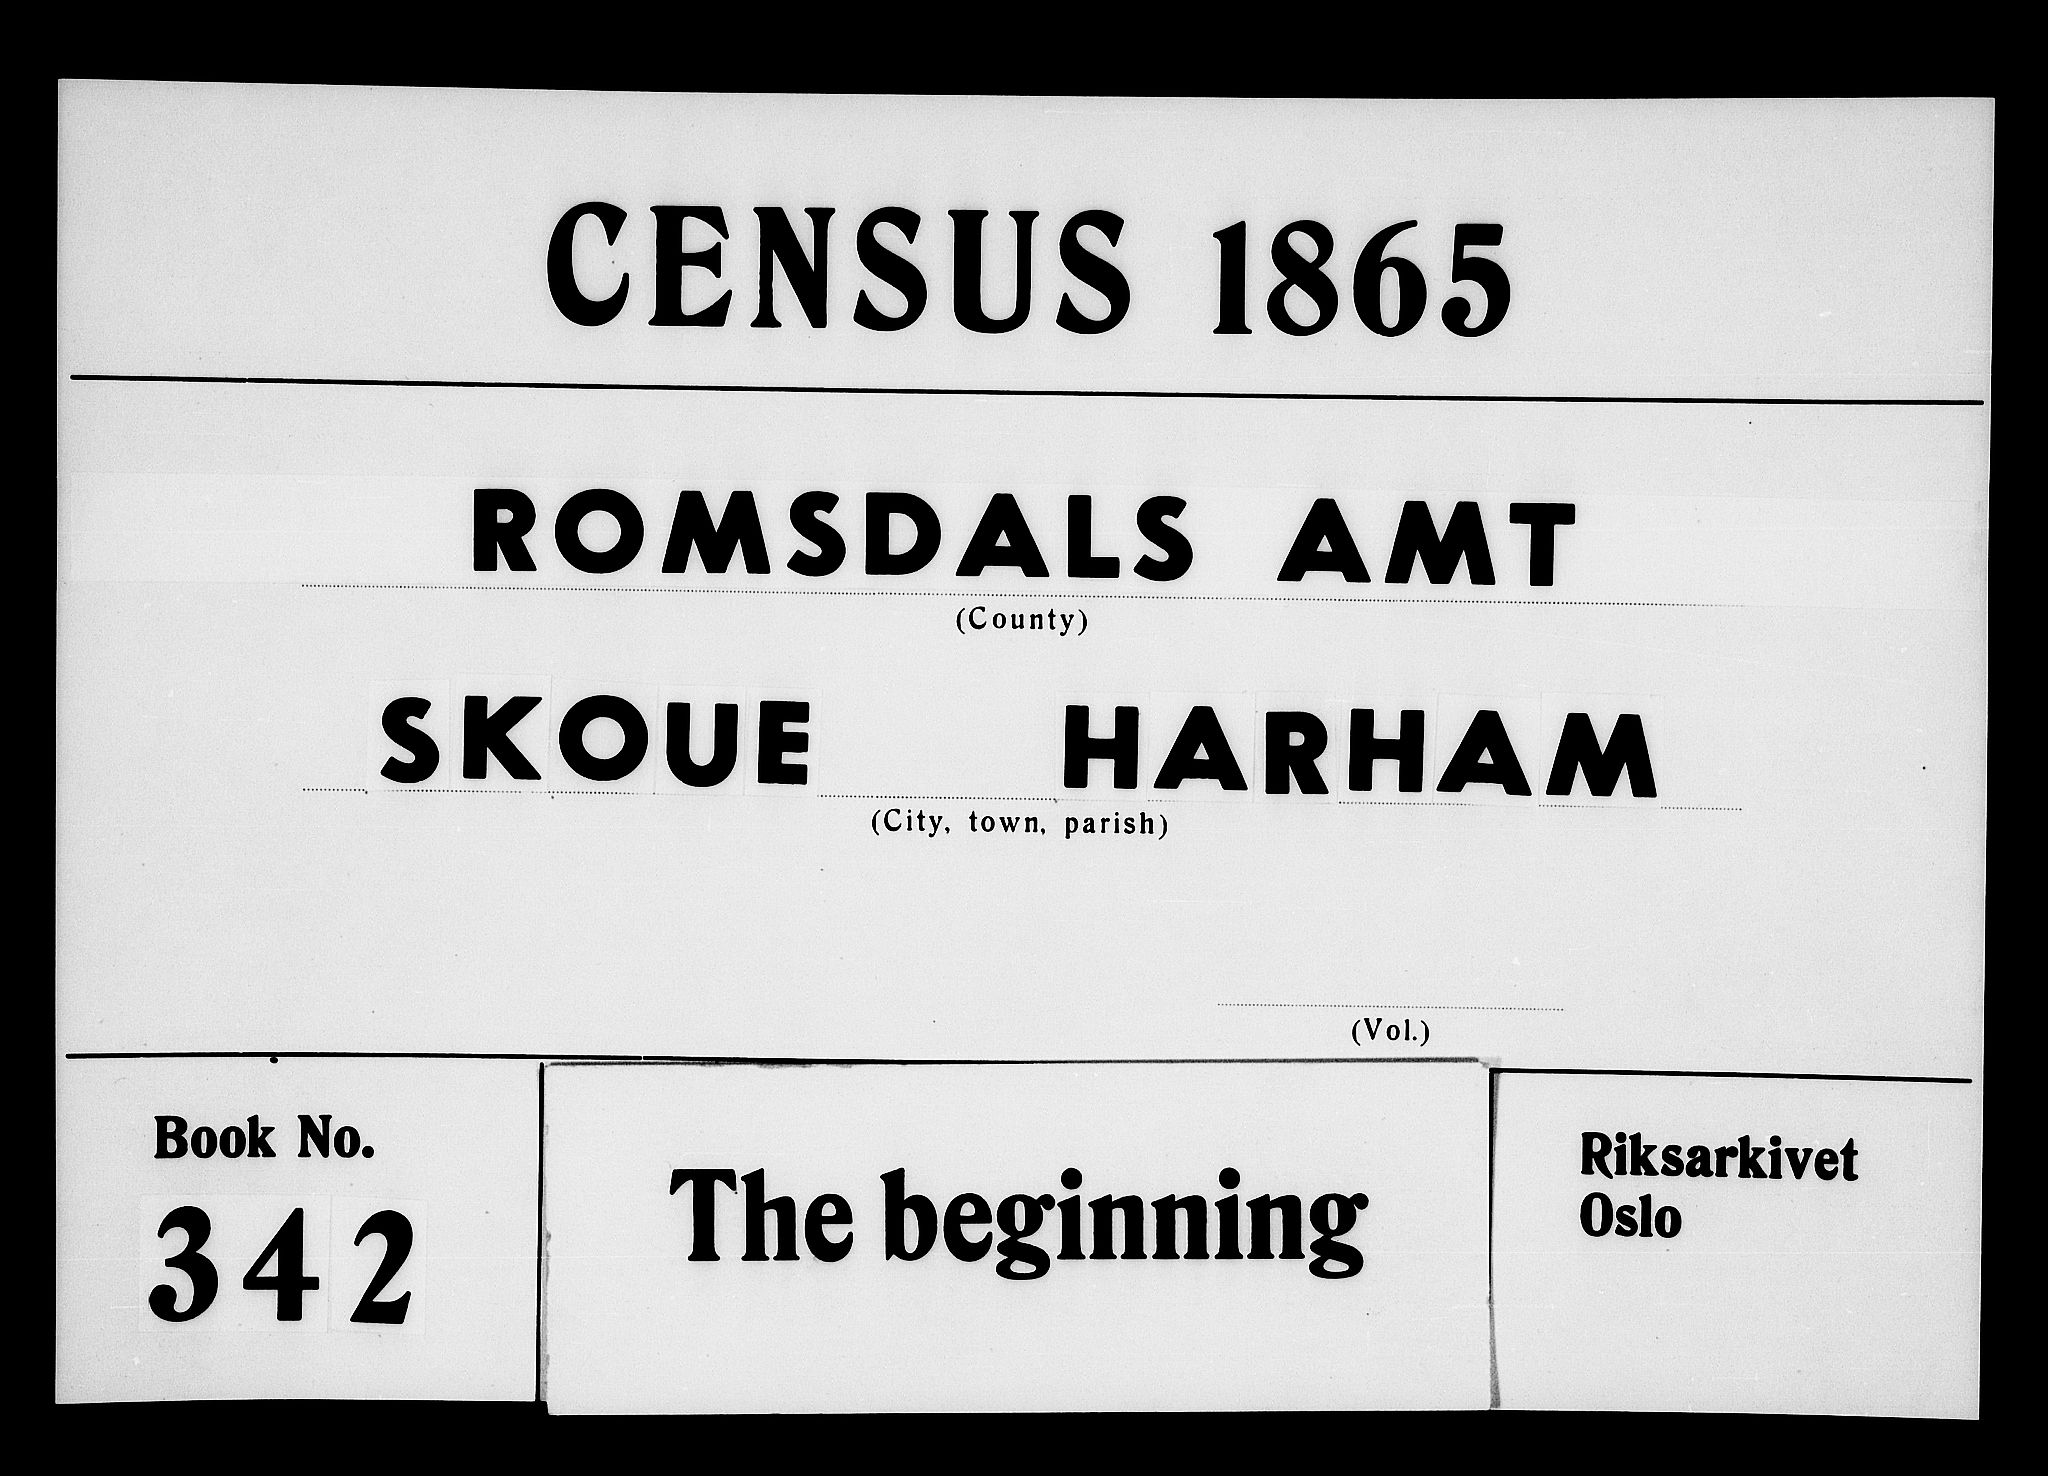 CENSUS 1865
ROMSDALS AMT
(County)
SKOUE HARHAM
(City, town, parish)
(Vol.)
Book No.
342
The beginning
Riksarkivet
Oslo